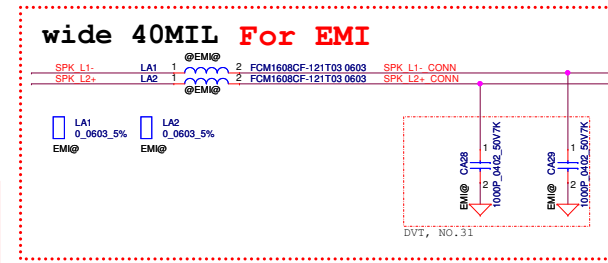 wide 40MIL For EMI
@EMI@
SPK_L1- LA1 1 2 FCM1608CF-121T03 0603 SPK_L1-_CONN
SPK_L2+ LA2 1 2 FCM1608CF-121T03 0603 SPK_L2+_CONN
@EMI@
LA1
0_0603_5%
EMI@
LA2
0_0603_5%
EMI@
1
2
EMI@
CA28
1000P_0402_50V7K
1
2
EMI@
CA29
1000P_0402_50V7K
DVT, NO.31